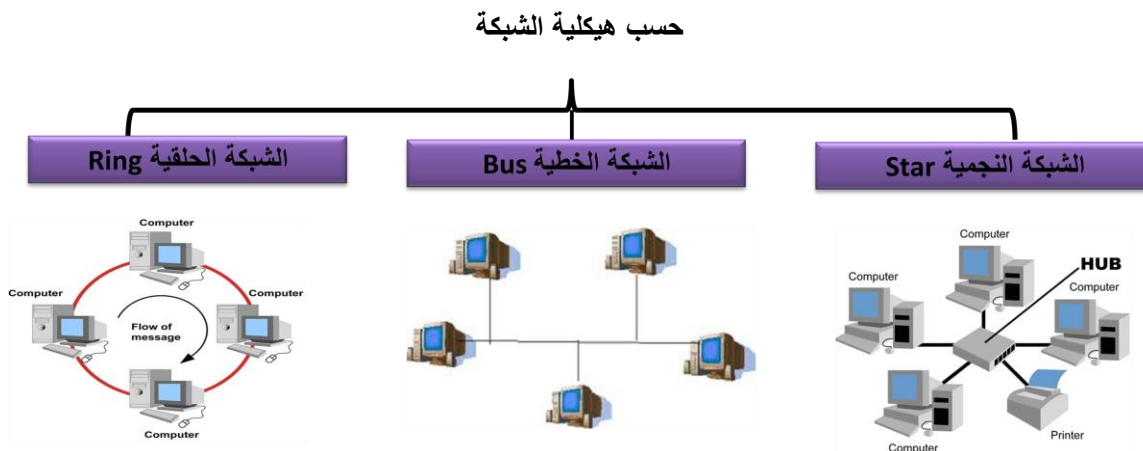 حسب هيكلية الشبكة
الشبكة النجمية Star
الشبكة الخطية Bus
الشبكة الحلقية Ring
Computer
HUB
Computer
Computer
Computer
Printer
Computer
Computer
Computer
Flow of
message
Computer